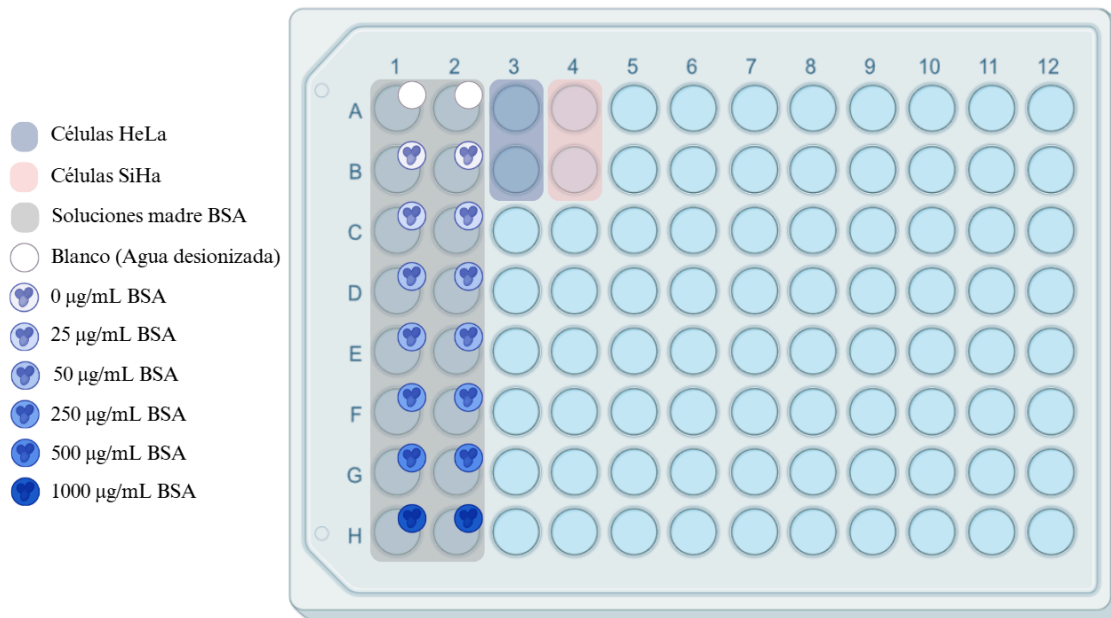 1 2 3 4 5 6 7 8 9 10 11 12
A
B
C
D
E
F
G
H
Células HeLa
Células SiHa
Soluciones madre BSA
Blanco (Agua desionizada)
0 µg/mL BSA
25 µg/mL BSA
50 µg/mL BSA
250 µg/mL BSA
500 µg/mL BSA
1000 µg/mL BSA